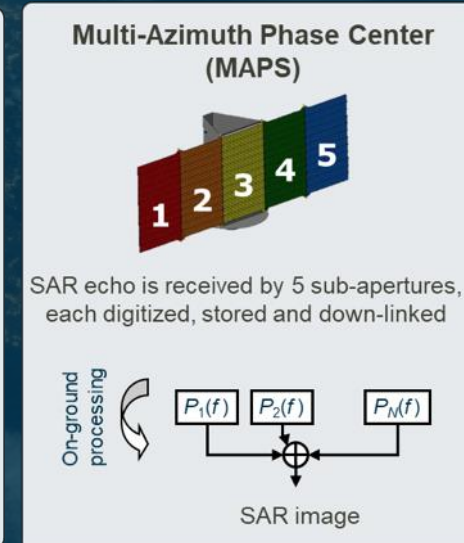 Multi-Azimuth Phase Center
(MAPS)
1
2
3
4
5
SAR echo is received by 5 sub-apertures,
each digitized, stored and down-linked
On-ground
processing
P₁(f)
P₂(f)
P_N(f)
SAR image